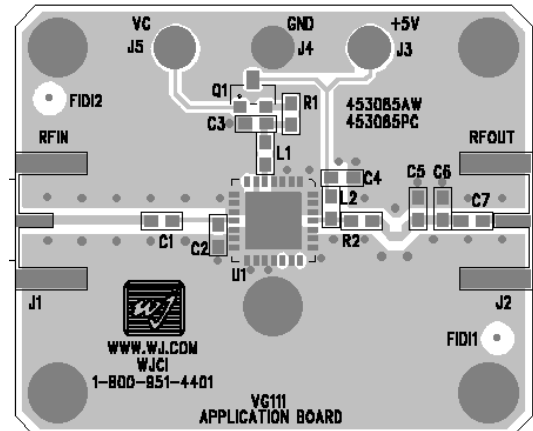 VC
GND
+5V
J5
J4
J3
FIDI2
Q1
R1
453085AW
453085PC
C3
RFIN
RFOUT
L1
C4
C5
C6
L2
C7
C1
C2
R2
U1
J1
J2
WJ
WWW.WJ.COM
WJCI
1-800-951-4401
FIDI1
VG111
APPLICATION BOARD